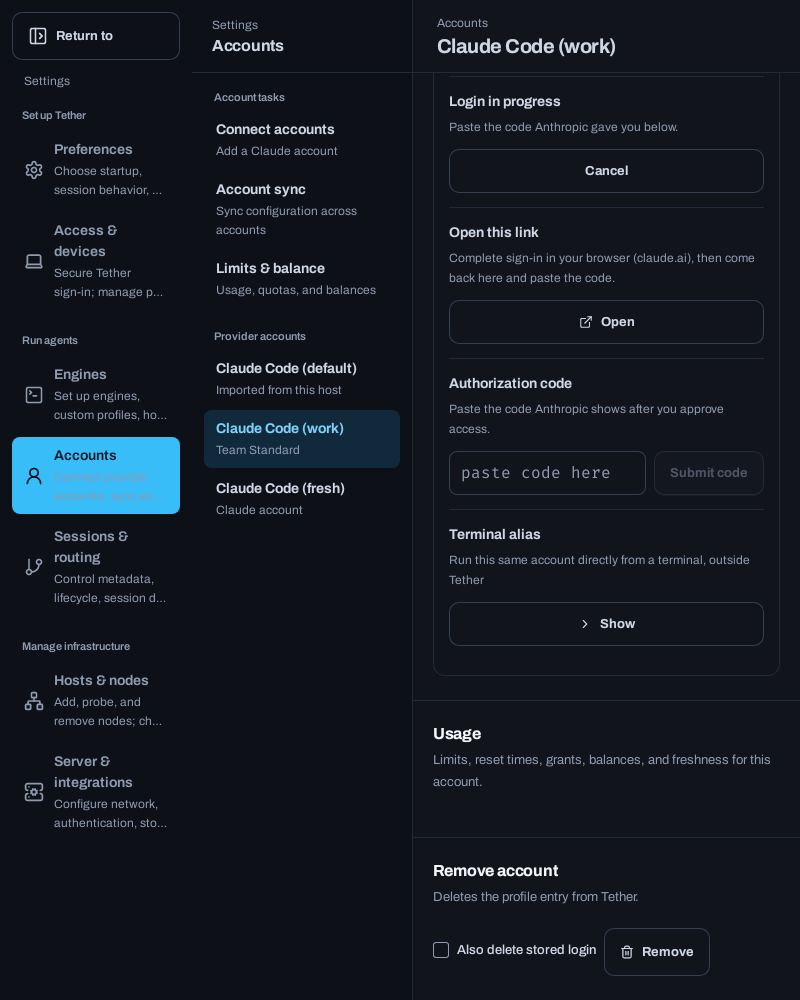 Return to
Settings
Set up Tether
Preferences
Choose startup,
session behavior, ...
Access &
devices
Secure Tether
sign-in; manage p...
Run agents
Engines
Set up engines,
custom profiles, ho...
Accounts
Sessions &
routing
Control metadata,
lifecycle, session d...
Manage infrastructure
Hosts & nodes
Add, probe, and
remove nodes; ch...
Server &
integrations
Configure network,
authentication, sto...
Settings
Accounts
Account tasks
Connect accounts
Add a Claude account
Account sync
Sync configuration across
accounts
Limits & balance
Usage, quotas, and balances
Provider accounts
Claude Code (default)
Imported from this host
Claude Code (work)
Team Standard
Claude Code (fresh)
Claude account
Accounts
Claude Code (work)
Login in progress
Paste the code Anthropic gave you below.
Cancel
Open this link
Complete sign-in in your browser (claude.ai), then come
back here and paste the code.
Open
Authorization code
Paste the code Anthropic shows after you approve
access.
paste code here
Submit code
Terminal alias
Run this same account directly from a terminal, outside
Tether
Show
Usage
Limits, reset times, grants, balances, and freshness for this
account.
Remove account
Deletes the profile entry from Tether.
Also delete stored login
Remove